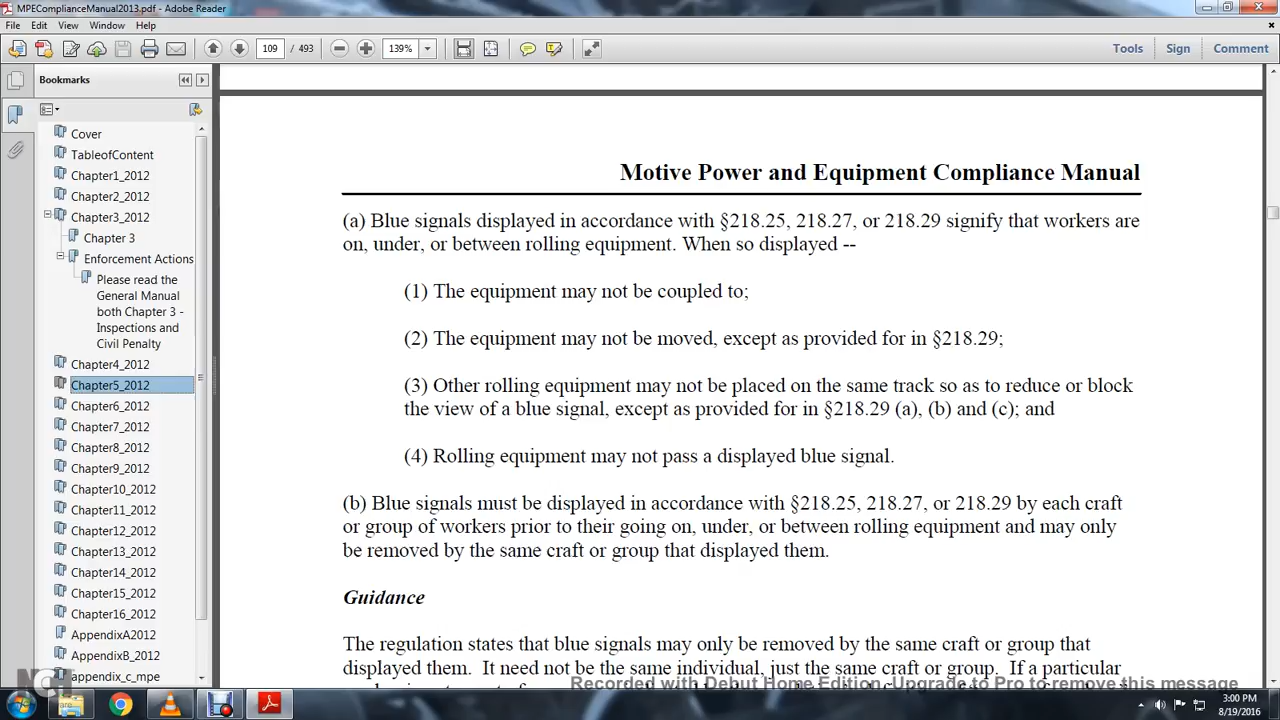 MPEComplianceManual2013.pdf - Adobe Reader
File Edit View Window Help
109 / 493 139% Tools Sign Comment
Bookmarks
Cover
TableofContent
Chapter1_2012
Chapter2_2012
Chapter3_2012
Chapter 3
Enforcement Actions
Please read the
General Manual
both Chapter 3 -
Inspections and
Civil Penalty
Chapter4_2012
Chapter5_2012
Chapter6_2012
Chapter7_2012
Chapter8_2012
Chapter9_2012
Chapter10_2012
Chapter11_2012
Chapter12_2012
Chapter13_2012
Chapter14_2012
Chapter15_2012
Chapter16_2012
AppendixA2012
AppendixB_2012
appendix_c_mpe
Motive Power and Equipment Compliance Manual
(a) Blue signals displayed in accordance with §218.25, 218.27, or 218.29 signify that workers are
on, under, or between rolling equipment. When so displayed --
(1) The equipment may not be coupled to;
(2) The equipment may not be moved, except as provided for in §218.29;
(3) Other rolling equipment may not be placed on the same track so as to reduce or block
the view of a blue signal, except as provided for in §218.29 (a), (b) and (c); and
(4) Rolling equipment may not pass a displayed blue signal.
(b) Blue signals must be displayed in accordance with §218.25, 218.27, or 218.29 by each craft
or group of workers prior to their going on, under, or between rolling equipment and may only
be removed by the same craft or group that displayed them.
Guidance
The regulation states that blue signals may only be removed by the same craft or group that
displayed them. It need not be the same individual, just the same craft or group. If a particular
Recorded with Debut Home Edition. Upgrade to Pro to remove this message
NCH
ware
3:00 PM
8/19/2016